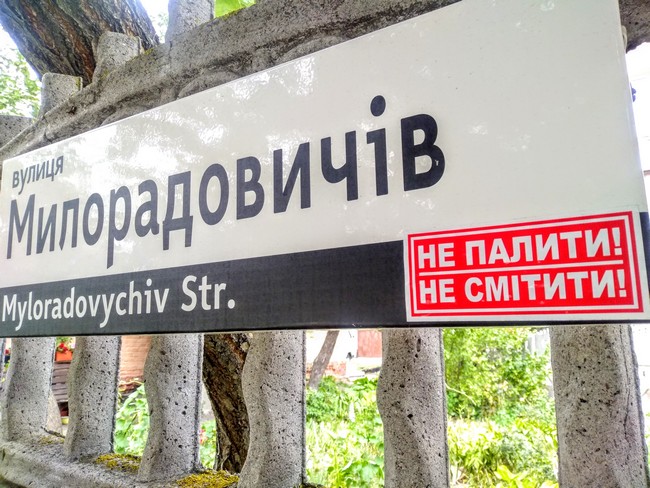 вулиця
Милорадовичів
Myloradovychiv Str.
НЕ ПАЛИТИ!
НЕ СМІТИТИ!